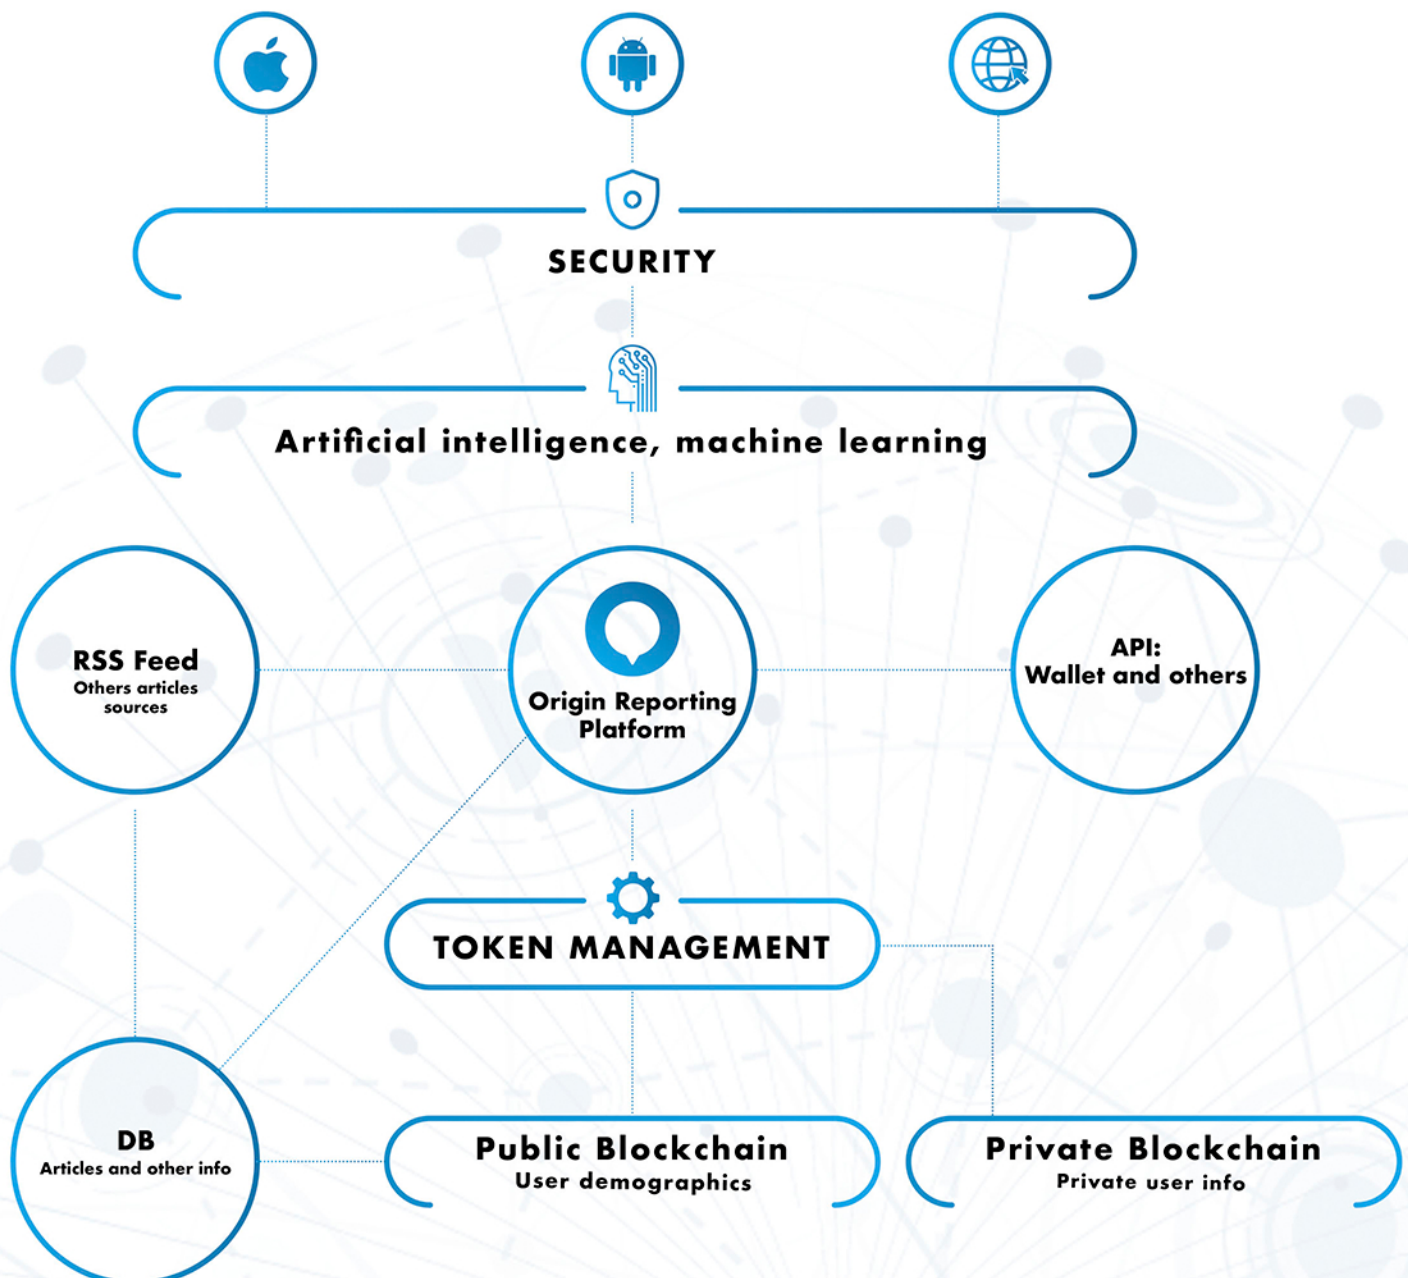 SECURITY
Artificial intelligence, machine learning
RSS Feed
Others articles
sources
Origin Reporting
Platform
API:
Wallet and others
TOKEN MANAGEMENT
DB
Articles and other info
Public Blockchain
User demographics
Private Blockchain
Private user info